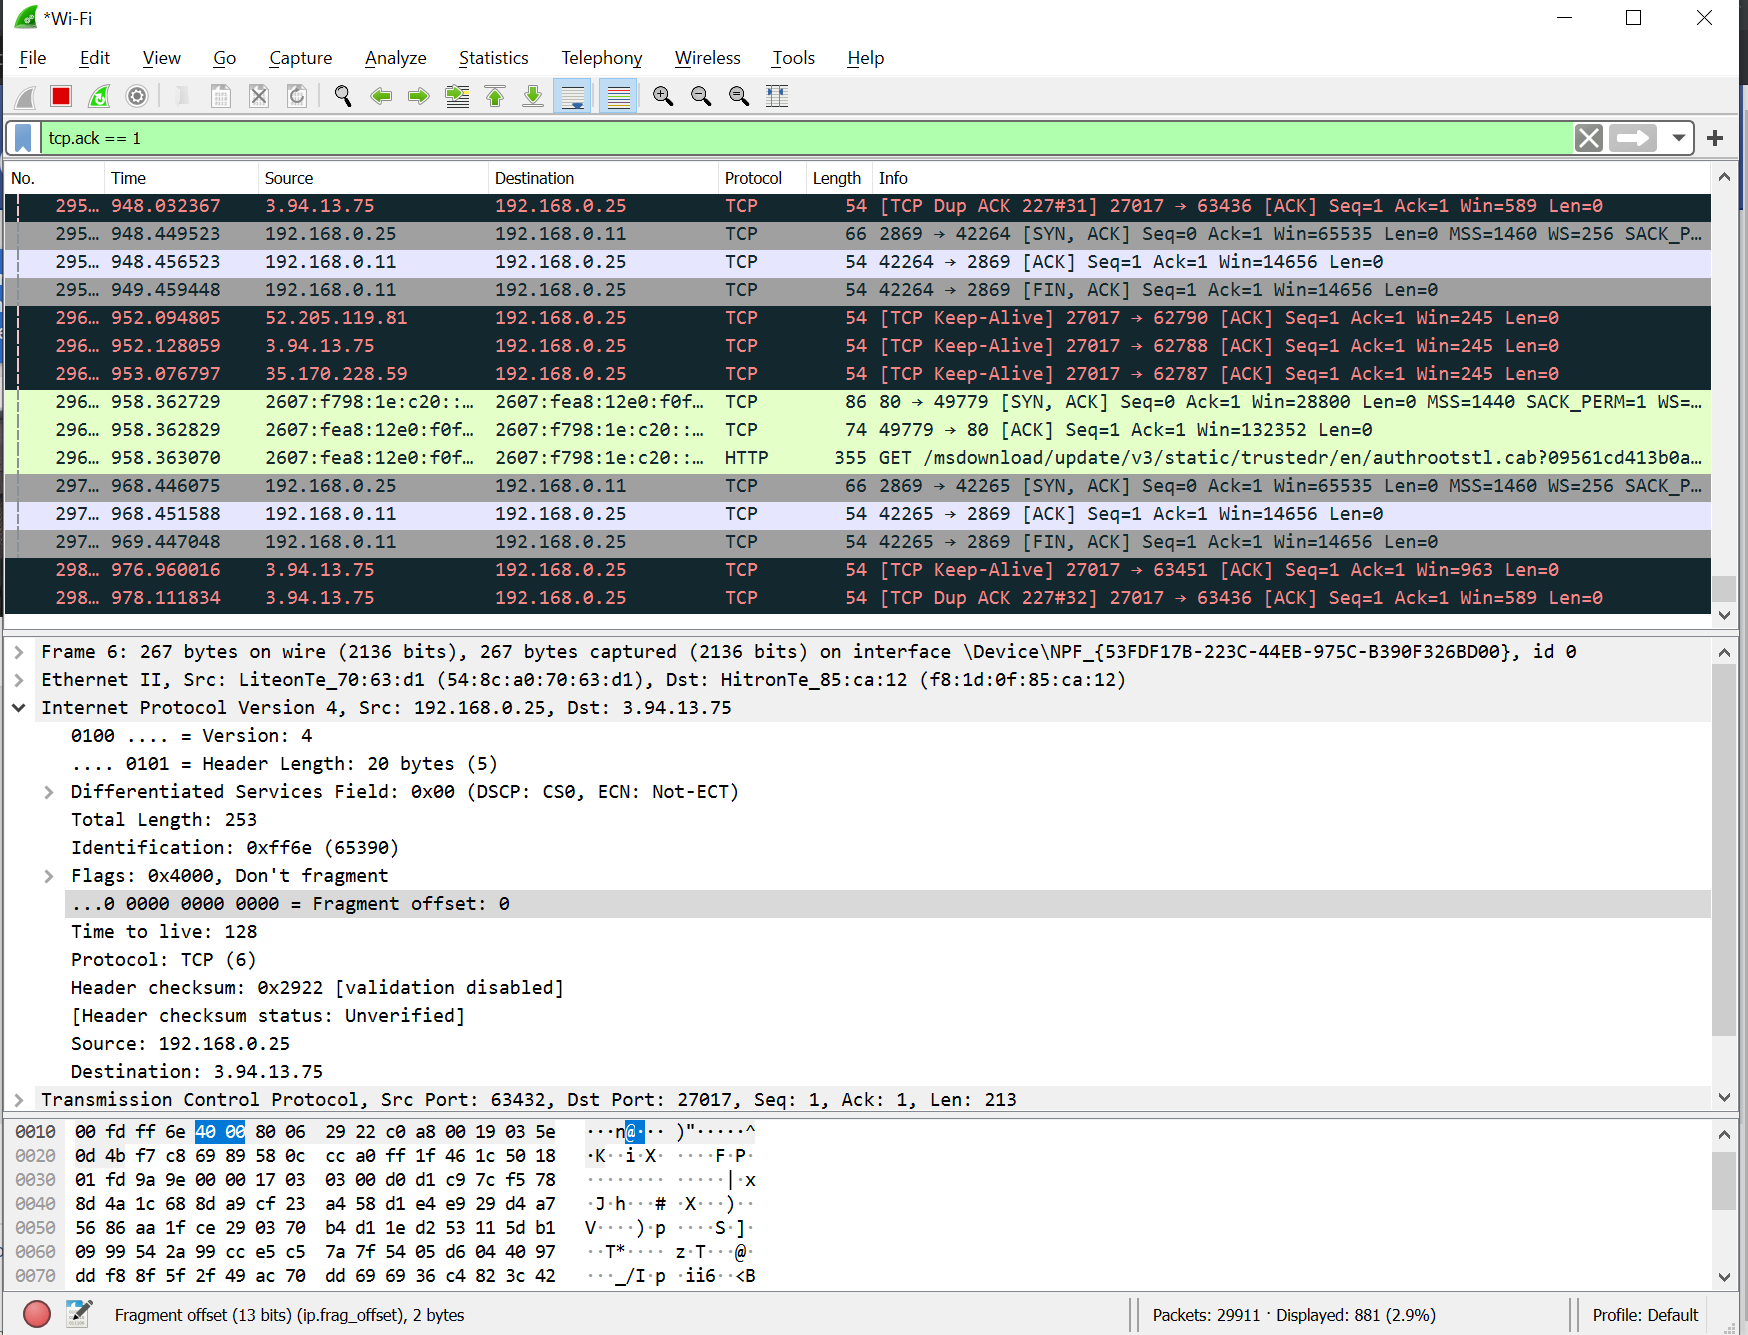 *Wi-Fi
File Edit View Go Capture Analyze Statistics Telephony Wireless Tools Help
tcp.ack == 1
No. Time Source Destination Protocol Length Info
295… 948.032367 3.94.13.75 192.168.0.25 TCP 54 [TCP Dup ACK 227#31] 27017 → 63436 [ACK] Seq=1 Ack=1 Win=589 Len=0
295… 948.449523 192.168.0.25 192.168.0.11 TCP 66 2869 → 42264 [SYN, ACK] Seq=0 Ack=1 Win=65535 Len=0 MSS=1460 WS=256 SACK_P…
295… 948.456523 192.168.0.11 192.168.0.25 TCP 54 42264 → 2869 [ACK] Seq=1 Ack=1 Win=14656 Len=0
295… 949.459448 192.168.0.11 192.168.0.25 TCP 54 42264 → 2869 [FIN, ACK] Seq=1 Ack=1 Win=14656 Len=0
296… 952.094805 52.205.119.81 192.168.0.25 TCP 54 [TCP Keep-Alive] 27017 → 62790 [ACK] Seq=1 Ack=1 Win=245 Len=0
296… 952.128059 3.94.13.75 192.168.0.25 TCP 54 [TCP Keep-Alive] 27017 → 62788 [ACK] Seq=1 Ack=1 Win=245 Len=0
296… 953.076797 35.170.228.59 192.168.0.25 TCP 54 [TCP Keep-Alive] 27017 → 62787 [ACK] Seq=1 Ack=1 Win=245 Len=0
296… 958.362729 2607:f798:1e:c20::… 2607:fea8:12e0:f0f… TCP 86 80 → 49779 [SYN, ACK] Seq=0 Ack=1 Win=28800 Len=0 MSS=1440 SACK_PERM=1 WS=…
296… 958.362829 2607:fea8:12e0:f0f… 2607:f798:1e:c20::… TCP 74 49779 → 80 [ACK] Seq=1 Ack=1 Win=132352 Len=0
296… 958.363070 2607:fea8:12e0:f0f… 2607:f798:1e:c20::… HTTP 355 GET /msdownload/update/v3/static/trustedr/en/authrootstl.cab?09561cd413b0a…
297… 968.446075 192.168.0.25 192.168.0.11 TCP 66 2869 → 42265 [SYN, ACK] Seq=0 Ack=1 Win=65535 Len=0 MSS=1460 WS=256 SACK_P…
297… 968.451588 192.168.0.11 192.168.0.25 TCP 54 42265 → 2869 [ACK] Seq=1 Ack=1 Win=14656 Len=0
297… 969.447048 192.168.0.11 192.168.0.25 TCP 54 42265 → 2869 [FIN, ACK] Seq=1 Ack=1 Win=14656 Len=0
298… 976.960016 3.94.13.75 192.168.0.25 TCP 54 [TCP Keep-Alive] 27017 → 63451 [ACK] Seq=1 Ack=1 Win=963 Len=0
298… 978.111834 3.94.13.75 192.168.0.25 TCP 54 [TCP Dup ACK 227#32] 27017 → 63436 [ACK] Seq=1 Ack=1 Win=589 Len=0
Frame 6: 267 bytes on wire (2136 bits), 267 bytes captured (2136 bits) on interface \Device\NPF_{53FDF17B-223C-44EB-975C-B390F326BD00}, id 0
Ethernet II, Src: LiteonTe_70:63:d1 (54:8c:a0:70:63:d1), Dst: HitronTe_85:ca:12 (f8:1d:0f:85:ca:12)
Internet Protocol Version 4, Src: 192.168.0.25, Dst: 3.94.13.75
0100 .... = Version: 4
.... 0101 = Header Length: 20 bytes (5)
Differentiated Services Field: 0x00 (DSCP: CS0, ECN: Not-ECT)
Total Length: 253
Identification: 0xff6e (65390)
Flags: 0x4000, Don't fragment
...0 0000 0000 0000 = Fragment offset: 0
Time to live: 128
Protocol: TCP (6)
Header checksum: 0x2922 [validation disabled]
[Header checksum status: Unverified]
Source: 192.168.0.25
Destination: 3.94.13.75
Transmission Control Protocol, Src Port: 63432, Dst Port: 27017, Seq: 1, Ack: 1, Len: 213
0010 00 fd ff 6e 40 00 80 06 29 22 c0 a8 00 19 03 5e ···n@··· )"·····^
0020 0d 4b f7 c8 69 89 58 0c cc a0 ff 1f 46 1c 50 18 ·K··i·X· ····F·P·
0030 01 fd 9a 9e 00 00 17 03 03 00 d0 d1 c9 7c f5 78 ········ ·····|·x
0040 8d 4a 1c 68 8d a9 cf 23 a4 58 d1 e4 e9 29 d4 a7 ·J·h···# ·X···)··
0050 56 86 aa 1f ce 29 03 70 b4 d1 1e d2 53 11 5d b1 V····)·p ····S·]·
0060 09 99 54 2a 99 cc e5 c5 7a 7f 54 05 d6 04 40 97 ··T*···· z·T···@·
0070 dd f8 8f 5f 2f 49 ac 70 dd 69 69 36 c4 82 3c 42 ···_/I·p ·ii6··<B
Fragment offset (13 bits) (ip.frag_offset), 2 bytes Packets: 29911 · Displayed: 881 (2.9%) Profile: Default